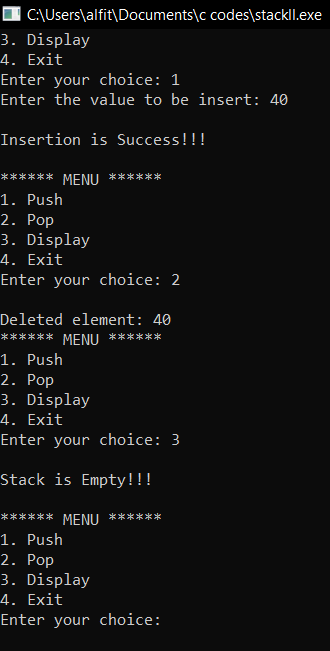 C:\Users\alfit\Documents\c codes\stackll.exe
3. Display
4. Exit
Enter your choice: 1
Enter the value to be insert: 40
Insertion is Success!!!
****** MENU ******
1. Push
2. Pop
3. Display
4. Exit
Enter your choice: 2
Deleted element: 40
****** MENU ******
1. Push
2. Pop
3. Display
4. Exit
Enter your choice: 3
Stack is Empty!!!
****** MENU ******
1. Push
2. Pop
3. Display
4. Exit
Enter your choice: